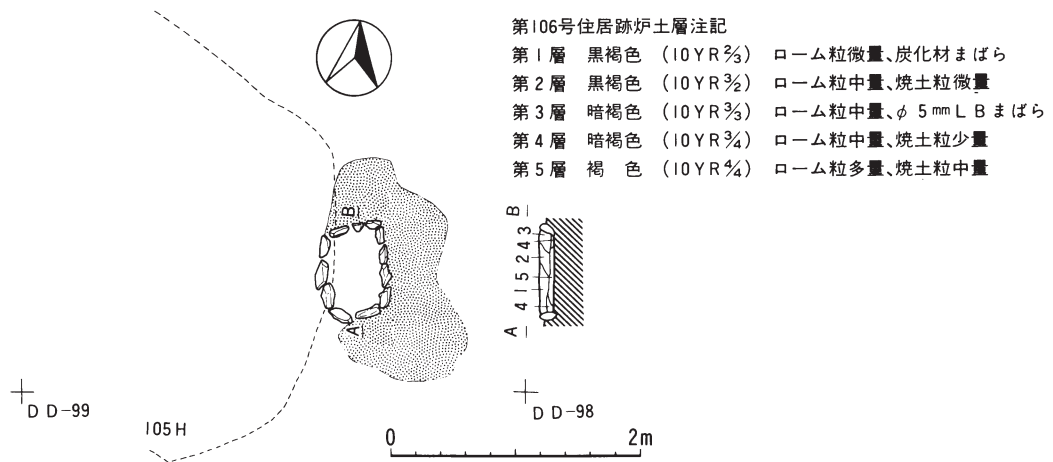 第106号住居跡炉土層注記
第1層 黒褐色 (10YR2/3) ローム粒微量、炭化材まばら
第2層 黒褐色 (10YR3/2) ローム粒中量、焼土粒微量
第3層 暗褐色 (10YR3/3) ローム粒中量、φ5㎜LBまばら
第4層 暗褐色 (10YR3/4) ローム粒中量、焼土粒少量
第5層 褐色 (10YR4/4) ローム粒多量、焼土粒中量
B
A
B
3
4
2
5
1
4
A
DD-99
105H
DD-98
0 2m